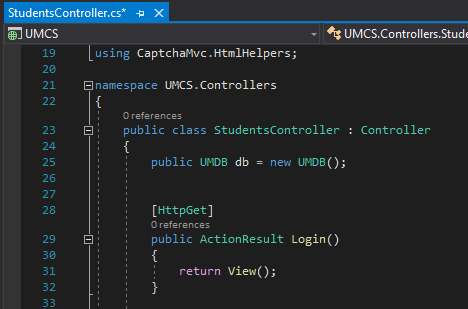 StudentsController.cs*
UMCS UMCS.Controllers.Stude
19 using CaptchaMvc.HtmlHelpers;
20
21 namespace UMCS.Controllers
22 {
0 references
23 public class StudentsController : Controller
24 {
25 public UMDB db = new UMDB();
26
27
28 [HttpGet]
0 references
29 public ActionResult Login()
30 {
31 return View();
32 }
33